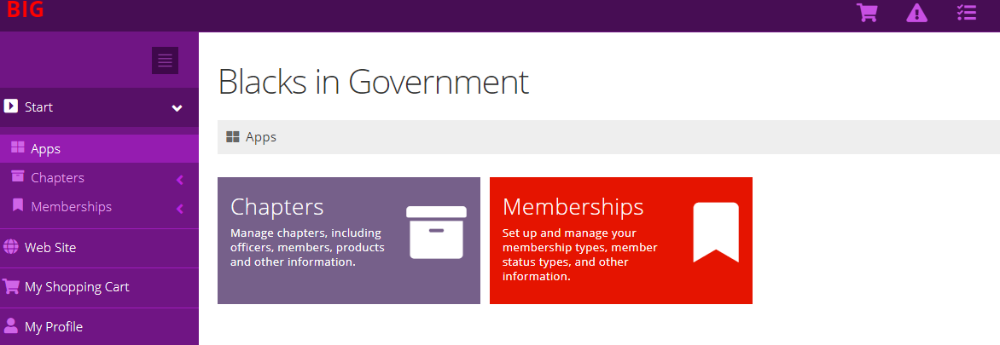 BIG
Start
Apps
Chapters
Memberships
Web Site
My Shopping Cart
My Profile
Blacks in Government
Apps
Chapters
Manage chapters, including
officers, members, products
and other information.
Memberships
Set up and manage your
membership types, member
status types, and other
information.